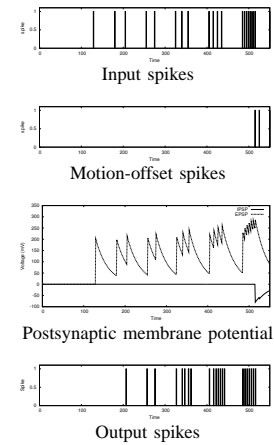 spike
1
0.5
0
0 100 200 300 400 500
Time
Input spikes
spike
1
0.5
0
0 100 200 300 400 500
Time
Motion-offset spikes
Voltage (mV)
350
300
250
200
150
100
50
0
-50
-100
IPSP
EPSP
0 100 200 300 400 500
Time
Postsynaptic membrane potential
Spike
1
0.5
0
0 100 200 300 400 500
Time
Output spikes